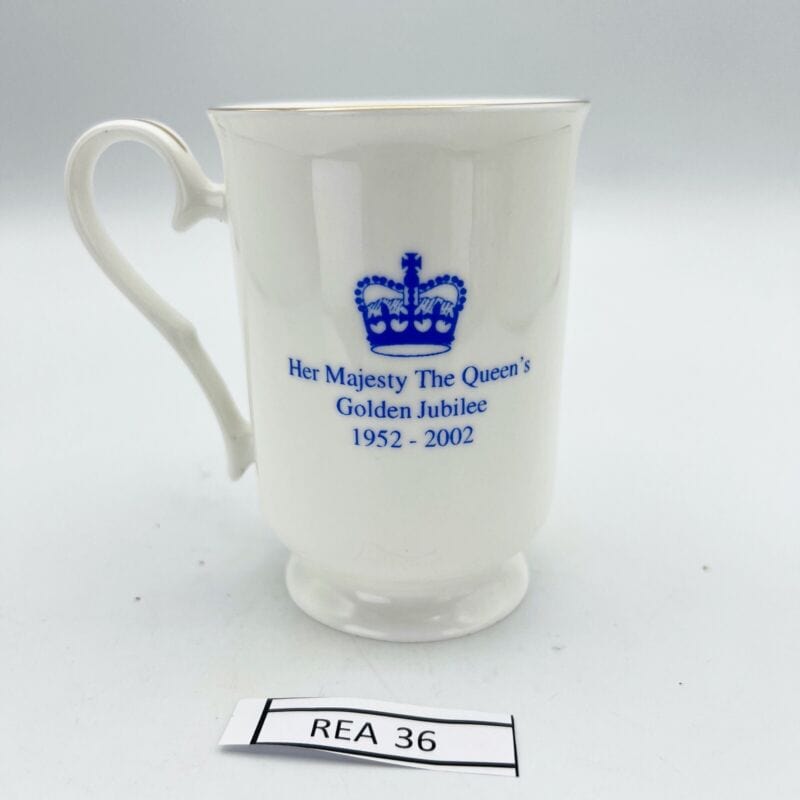 Her Majesty The Queen's
Golden Jubilee
1952 - 2002
REA 36